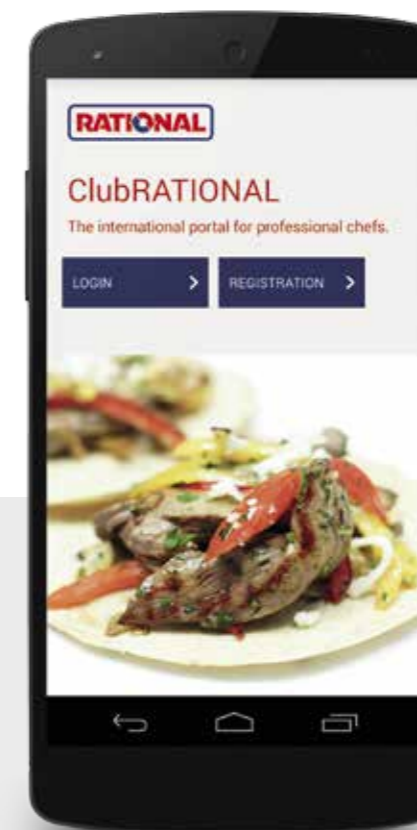 RATIONAL
ClubRATIONAL
The international portal for professional chefs.
LOGIN
REGISTRATION